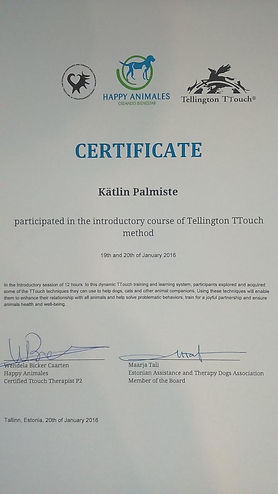 HAPPY ANIMALES
CREANDO BIENESTAR
Tellington TTouch®
CERTIFICATE
Kätlin Palmiste
participated in the introductory course of Tellington TTouch
method
19th and 20th of January 2016
In the Introductory session of 12 hours to this dynamic TTouch training and learning system, participants explored and acquired
some of the TTouch techniques they can use to help dogs, cats and other animal companions. Using these techniques will enable
them to enhance their relationship with all animals and help solve problematic behaviors, train for a joyful partnership and ensure
animals health and well-being.
Wendela Bicker Caarten
Happy Animales
Certified Ttouch Therapist P2
Maarja Tali
Estonian Assistance and Therapy Dogs Association
Member of the Board
Tallinn, Estonia, 20th of January 2016